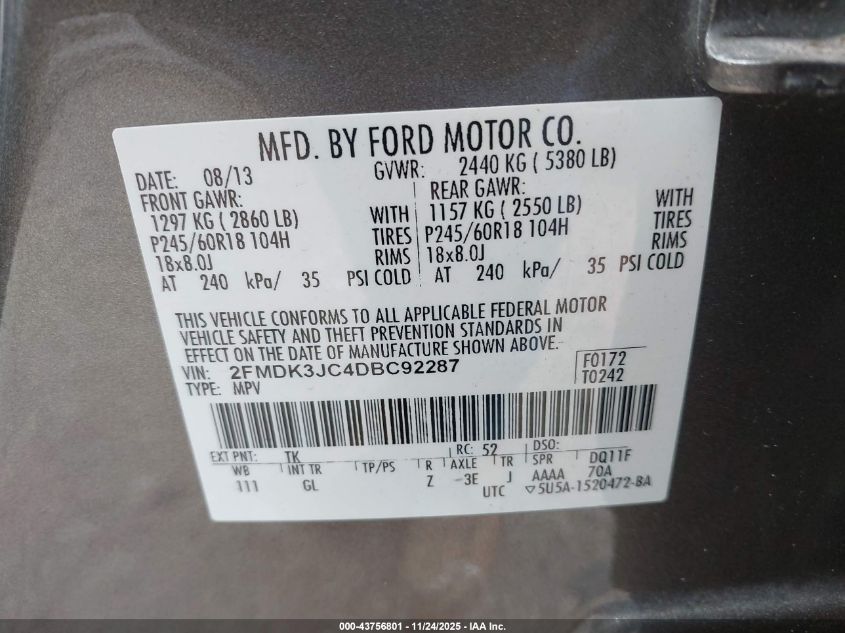 MFD. BY FORD MOTOR CO.
DATE: 08/13 GVWR: 2440 KG ( 5380 LB)
FRONT GAWR: REAR GAWR:
1297 KG ( 2860 LB) WITH 1157 KG ( 2550 LB) WITH
P245/60R18 104H TIRES P245/60R18 104H TIRES
18x8.0J RIMS 18x8.0J RIMS
AT 240 kPa/ 35 PSI COLD AT 240 kPa/ 35 PSI COLD
THIS VEHICLE CONFORMS TO ALL APPLICABLE FEDERAL MOTOR
VEHICLE SAFETY AND THEFT PREVENTION STANDARDS IN
EFFECT ON THE DATE OF MANUFACTURE SHOWN ABOVE.
VIN: 2FMDK3JC4DBC92287 F0172
TYPE: MPV T0242
EXT PNT: TK RC: 52 DSO:
WB INT TR TP/PS R AXLE TR SPR DQ11F
111 GL Z -3E J AAAA 70A
UTC ▽5U5A-1520472-BA
000-43756801 - 11/24/2025 - IAA Inc.